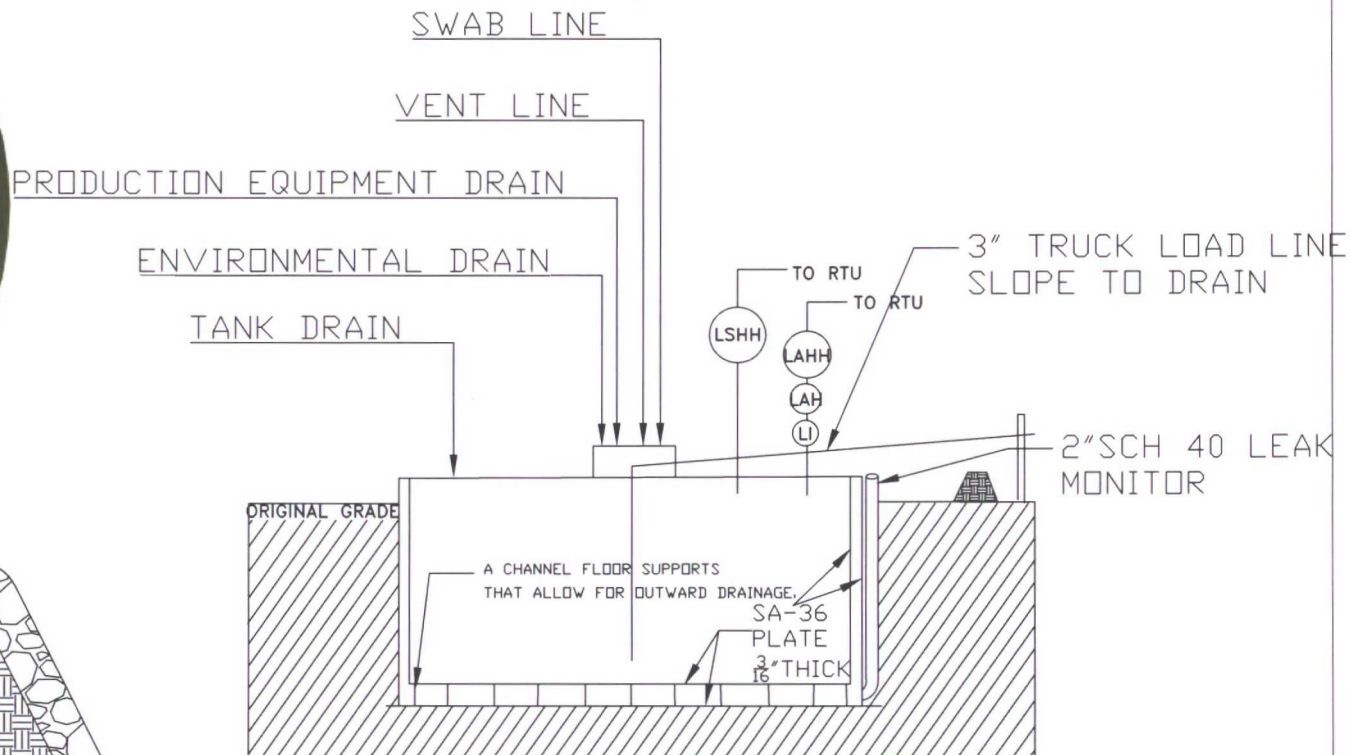 SWAB LINE
VENT LINE
PRODUCTION EQUIPMENT DRAIN
ENVIRONMENTAL DRAIN
TANK DRAIN
3" TRUCK LOAD LINE
SLOPE TO DRAIN
TO RTU
TO RTU
LSHH
LAHH
LAH
LI
2"SCH 40 LEAK
MONITOR
ORIGINAL GRADE
A CHANNEL FLOOR SUPPORTS
THAT ALLOW FOR OUTWARD DRAINAGE.
SA-36
PLATE
3/16"THICK